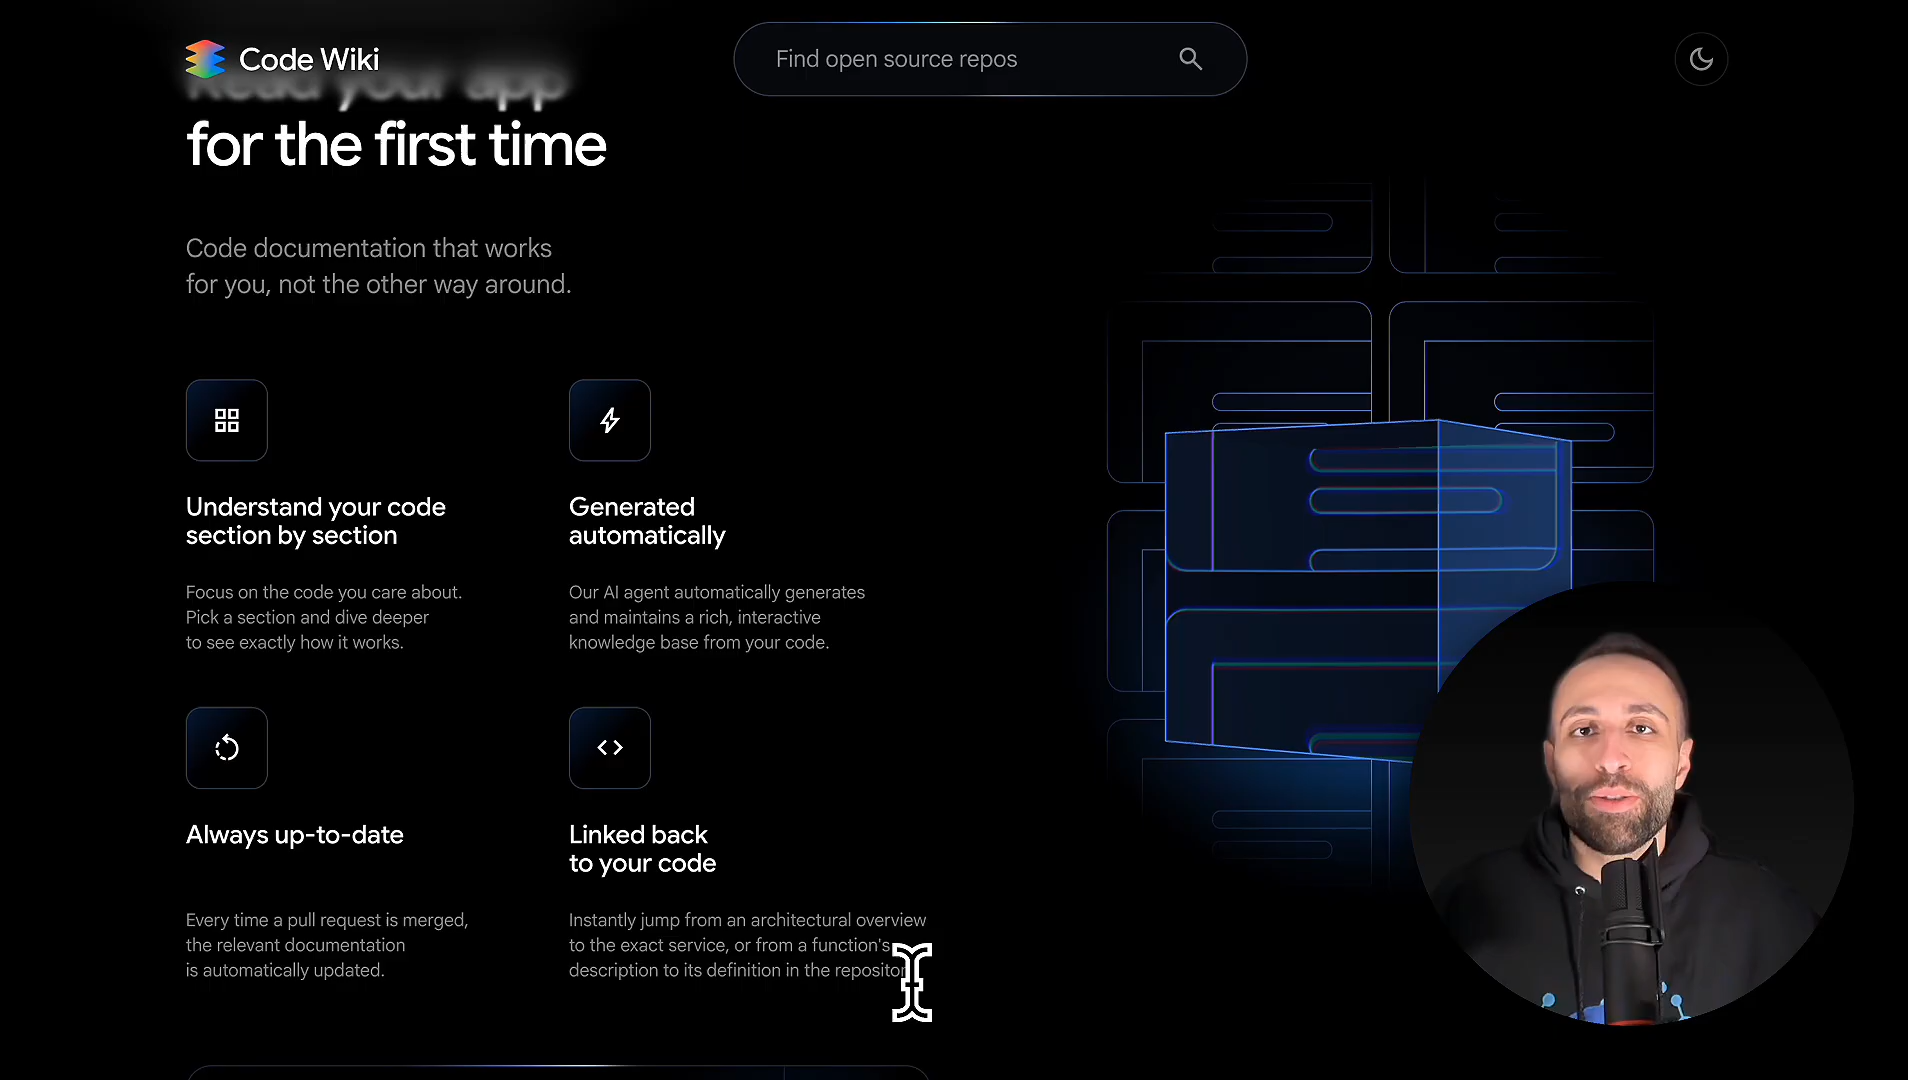 Code Wiki
Find open source repos
Read your app
for the first time
Code documentation that works
for you, not the other way around.
Understand your code
section by section
Focus on the code you care about.
Pick a section and dive deeper
to see exactly how it works.
Generated
automatically
Our AI agent automatically generates
and maintains a rich, interactive
knowledge base from your code.
Always up-to-date
Every time a pull request is merged,
the relevant documentation
is automatically updated.
Linked back
to your code
Instantly jump from an architectural overview
to the exact service, or from a function's
description to its definition in the repositor